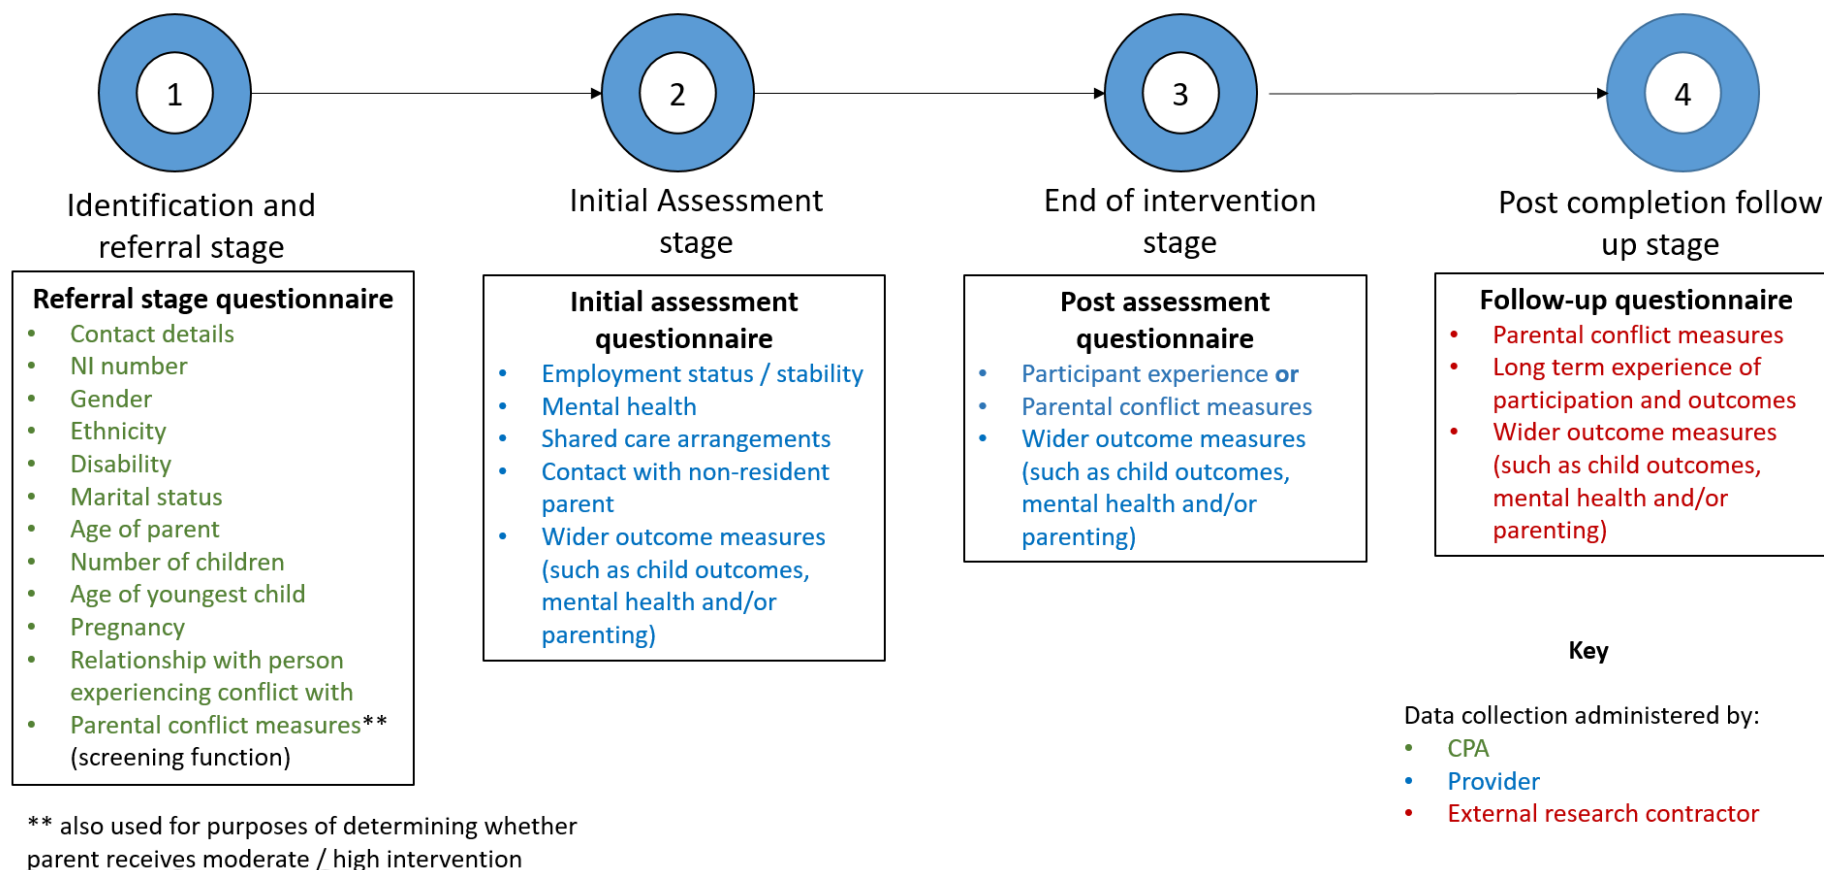 1
2
3
4
Identification and
referral stage
Initial Assessment
stage
End of intervention
stage
Post completion follow
up stage
Referral stage questionnaire
• Contact details
• NI number
• Gender
• Ethnicity
• Disability
• Marital status
• Age of parent
• Number of children
• Age of youngest child
• Pregnancy
• Relationship with person
experiencing conflict with
• Parental conflict measures**
(screening function)
Initial assessment
questionnaire
• Employment status / stability
• Mental health
• Shared care arrangements
• Contact with non-resident
parent
• Wider outcome measures
(such as child outcomes,
mental health and/or
parenting)
Post assessment
questionnaire
• Participant experience or
• Parental conflict measures
• Wider outcome measures
(such as child outcomes,
mental health and/or
parenting)
Follow-up questionnaire
• Parental conflict measures
• Long term experience of
participation and outcomes
• Wider outcome measures
(such as child outcomes,
mental health and/or
parenting)
Key
Data collection administered by:
• CPA
• Provider
• External research contractor
** also used for purposes of determining whether
parent receives moderate / high intervention